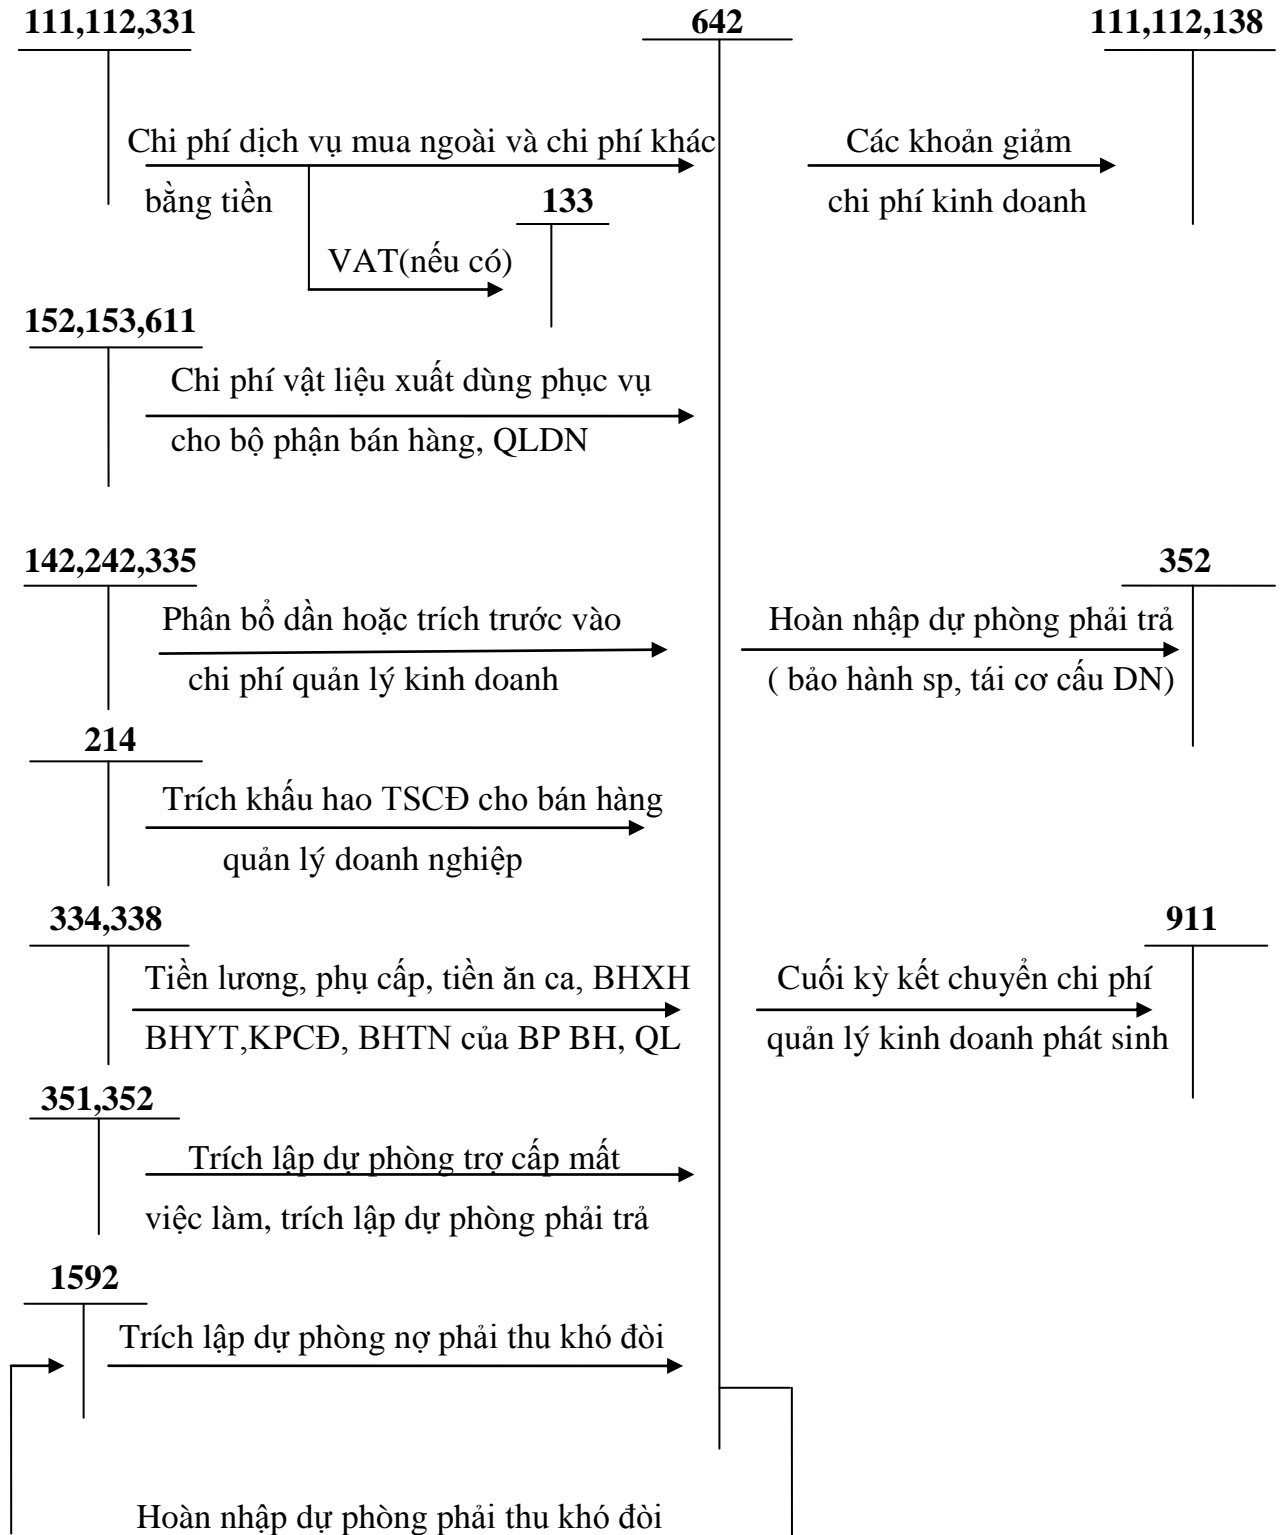 111,112,331
642
111,112,138
Chi phí dịch vụ mua ngoài và chi phí khác
bằng tiền
Các khoản giảm
chi phí kinh doanh
133
VAT(nếu có)
152,153,611
Chi phí vật liệu xuất dùng phục vụ
cho bộ phận bán hàng, QLDN
142,242,335
352
Phân bổ dần hoặc trích trước vào
chi phí quản lý kinh doanh
Hoàn nhập dự phòng phải trả
( bảo hành sp, tái cơ cấu DN)
214
Trích khấu hao TSCĐ cho bán hàng
quản lý doanh nghiệp
334,338
911
Tiền lương, phụ cấp, tiền ăn ca, BHXH
BHYT,KPCĐ, BHTN của BP BH, QL
Cuối kỳ kết chuyển chi phí
quản lý kinh doanh phát sinh
351,352
Trích lập dự phòng trợ cấp mất
việc làm, trích lập dự phòng phải trả
1592
Trích lập dự phòng nợ phải thu khó đòi
Hoàn nhập dự phòng phải thu khó đòi